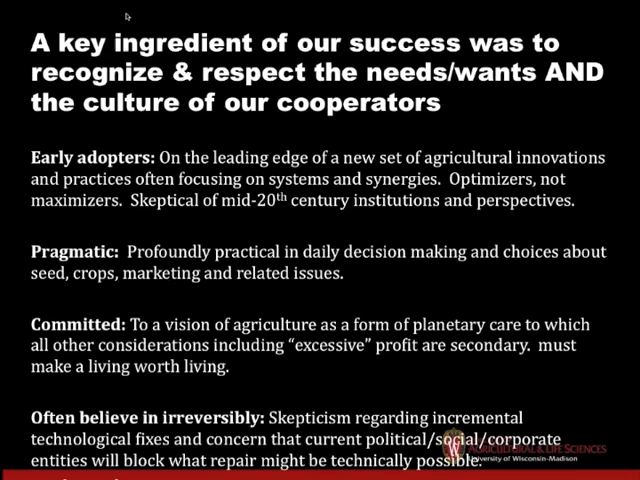 A key ingredient of our success was to
recognize & respect the needs/wants AND
the culture of our cooperators
Early adopters: On the leading edge of a new set of agricultural innovations
and practices often focusing on systems and synergies. Optimizers, not
maximizers. Skeptical of mid-20th century institutions and perspectives.
Pragmatic: Profoundly practical in daily decision making and choices about
seed, crops, marketing and related issues.
Committed: To a vision of agriculture as a form of planetary care to which
all other considerations including “excessive” profit are secondary. must
make a living worth living.
Often believe in irreversibly: Skepticism regarding incremental
technological fixes and concern that current political/social/corporate
entities will block what repair might be technically possible.
AGRICULTURAL & LIFE SCIENCES
University of Wisconsin-Madison